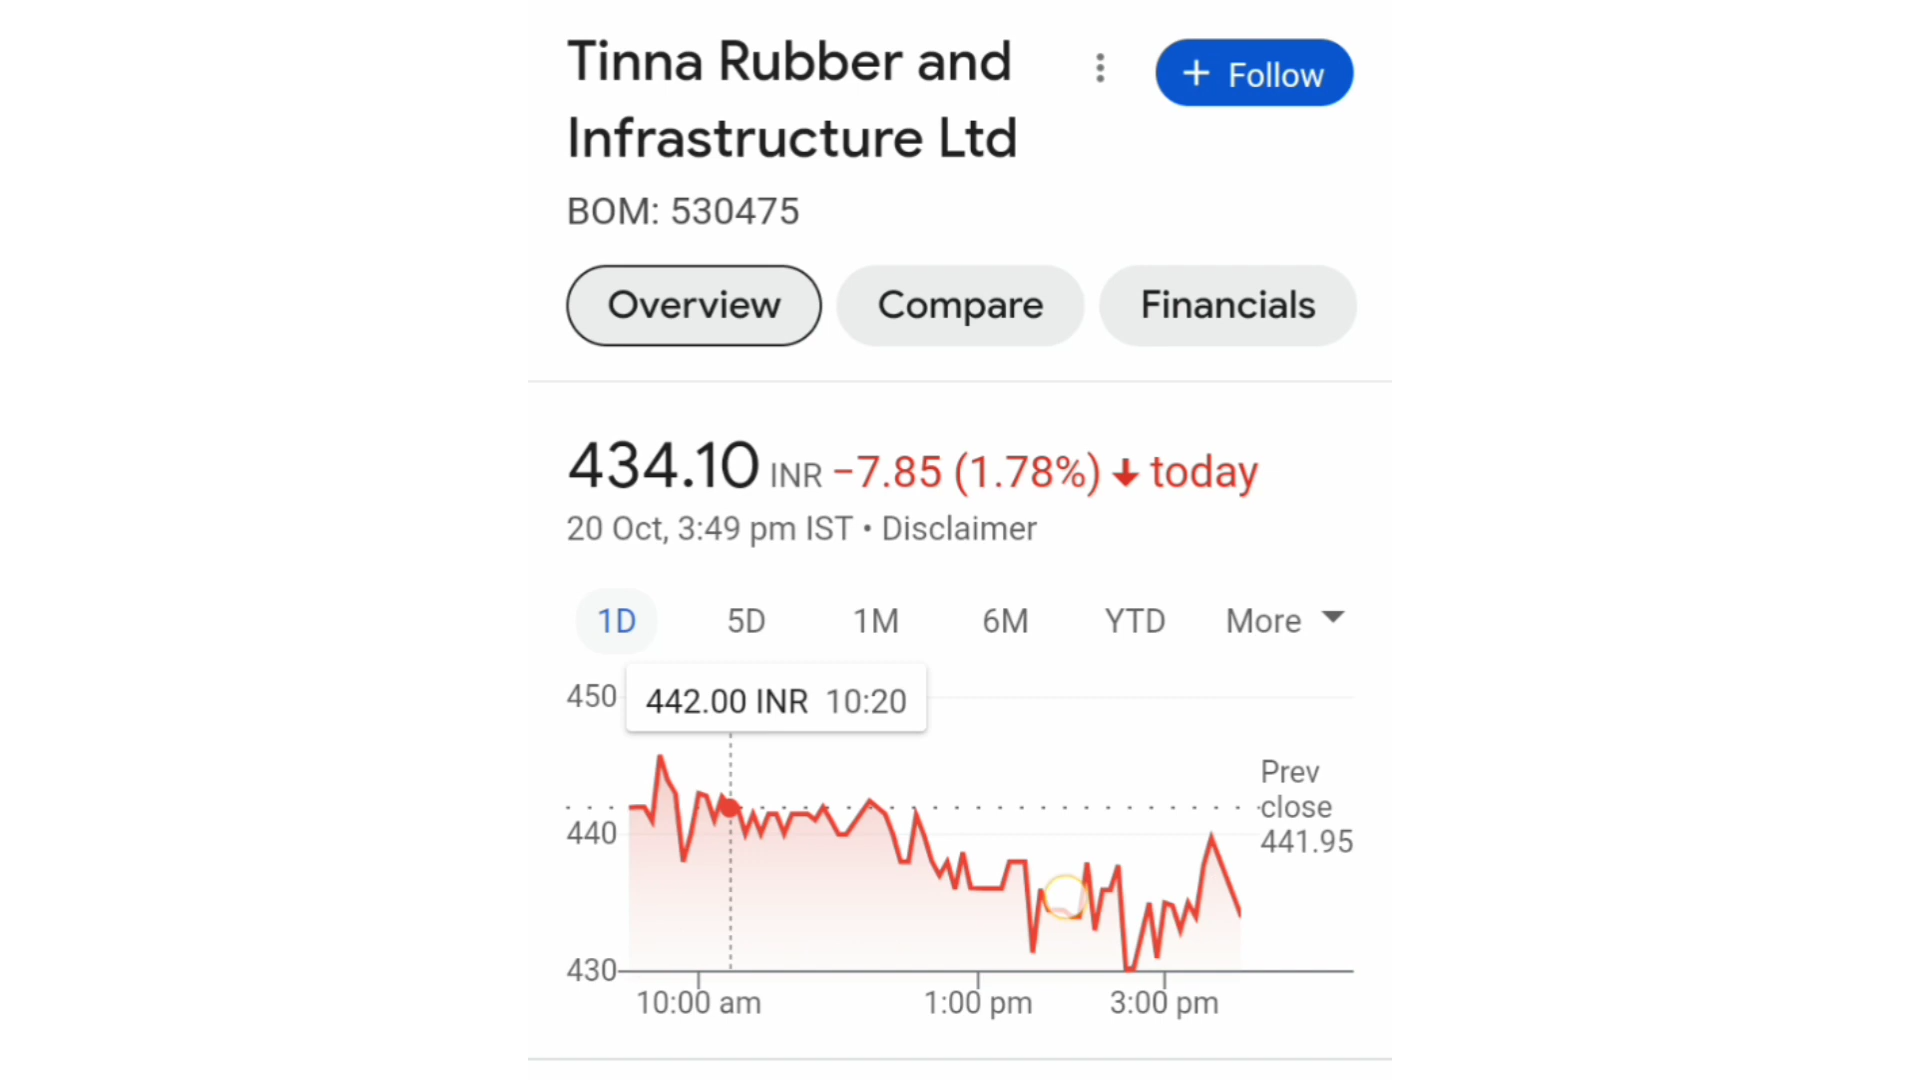 Tinna Rubber and
Infrastructure Ltd
+ Follow
BOM: 530475
Overview
Compare
Financials
434.10 INR −7.85 (1.78%) ↓ today
20 Oct, 3:49 pm IST • Disclaimer
1D 5D 1M 6M YTD More
450
442.00 INR 10:20
Prev
close
441.95
440
430
10:00 am 1:00 pm 3:00 pm